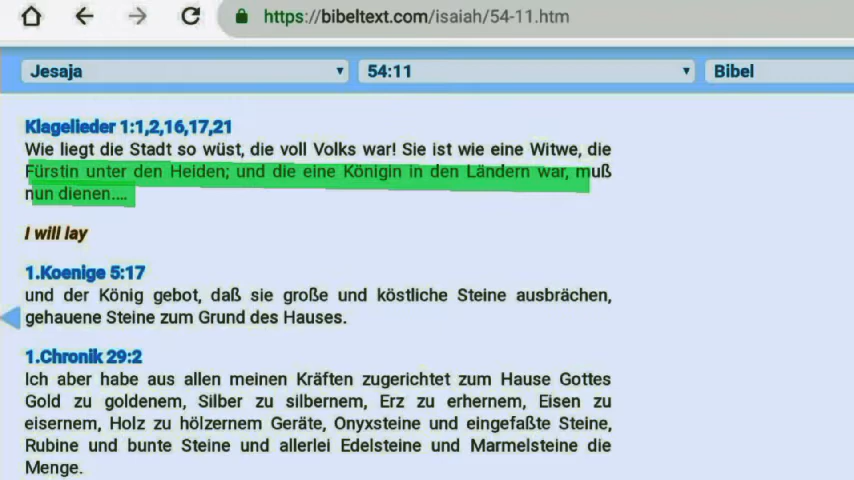 https://bibeltext.com/isaiah/54-11.htm
Jesaja 54:11 Bibel
Klagelieder 1:1,2,16,17,21
Wie liegt die Stadt so wüst, die voll Volks war! Sie ist wie eine Witwe, die
Fürstin unter den Heiden; und die eine Königin in den Ländern war, muß
nun dienen.…
I will lay
1.Koenige 5:17
und der König gebot, daß sie große und köstliche Steine ausbrächen,
gehauene Steine zum Grund des Hauses.
1.Chronik 29:2
Ich aber habe aus allen meinen Kräften zugerichtet zum Hause Gottes
Gold zu goldenem, Silber zu silbernem, Erz zu erhernem, Eisen zu
eisernem, Holz zu hölzernem Geräte, Onyxsteine und eingefaßte Steine,
Rubine und bunte Steine und allerlei Edelsteine und Marmelsteine die
Menge.